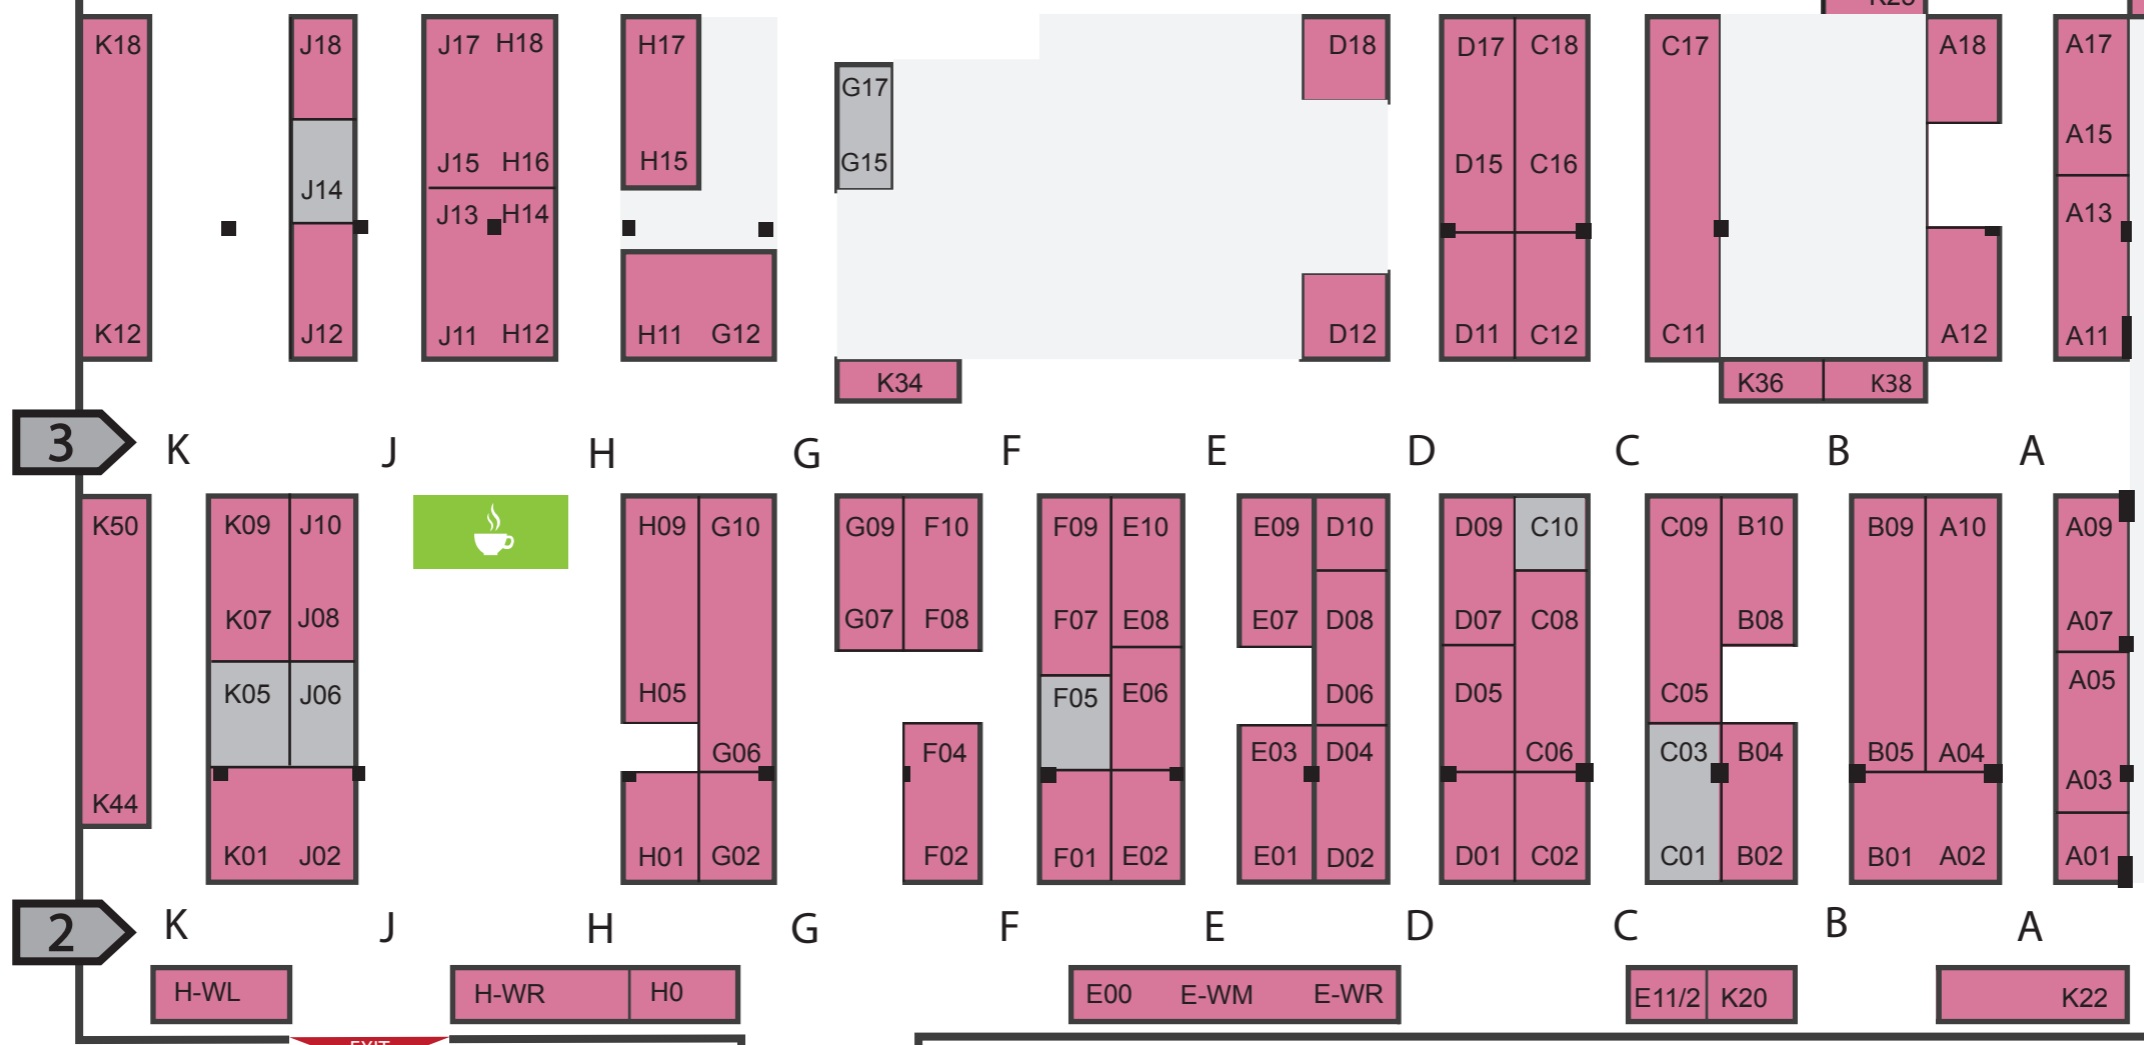 K28
K18 J18 J17 H18 H17 D18 D17 C18 C17 A18 A17
G17
A15
J15 H16 H15 G15 D15 C16
J14
J13 H14 A13
K12 J12 J11 H12 H11 G12 D12 D11 C12 C11 A12 A11
K34 K36 K38
3 K J H G F E D C B A
K50 K09 J10 H09 G10 G09 F10 F09 E10 E09 D10 D09 C10 C09 B10 B09 A10 A09
K07 J08 G07 F08 F07 E08 E07 D08 D07 C08 B08 A07
K05 J06 H05 F05 E06 D06 D05 C05 A05
G06 F04 E03 D04 C06 C03 B04 B05 A04
K44 A03
K01 J02 H01 G02 F02 F01 E02 E01 D02 D01 C02 C01 B02 B01 A02 A01
2 K J H G F E D C B A
H-WL H-WR H0 E00 E-WM E-WR E11/2 K20 K22
EXIT